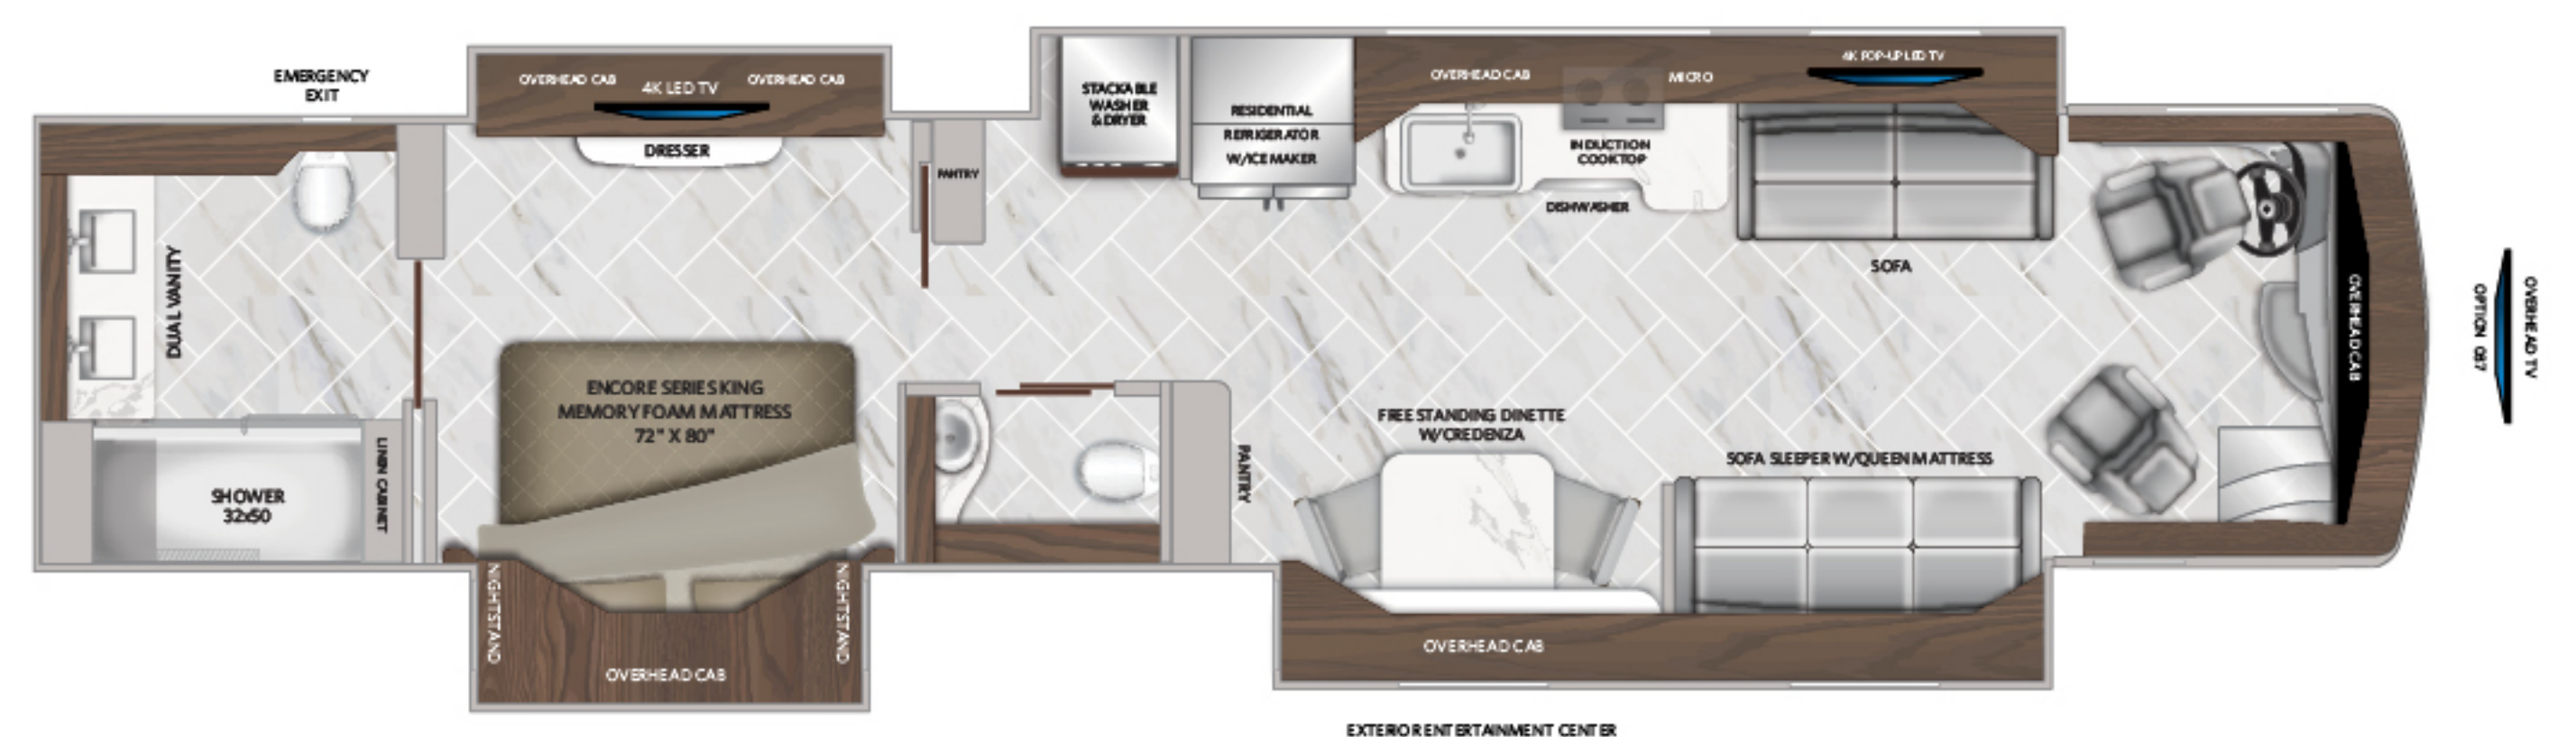 EMERGENCY
EXIT
OVERHEAD CAB
4K LED TV
OVERHEAD CAB
DRESSER
PANTRY
STACKABLE
WASHER
& DRYER
RESIDENTIAL
REFRIGERATOR
W/ICE MAKER
OVERHEAD CAB
MICRO
4K POP-UP LED TV
INDUCTION
COOKTOP
DISHWASHER
SOFA
DUAL VANITY
SHOWER
32x50
LINEN CABINET
ENCORE SERIES KING
MEMORY FOAM MATTRESS
72" X 80"
NIGHTSTAND
NIGHTSTAND
OVERHEAD CAB
PANTRY
FREE STANDING DINETTE
W/CREDENZA
SOFA SLEEPER W/QUEEN MATTRESS
OVERHEAD CAB
OVERHEAD CAB
OVERHEAD TV
OPTION 087
EXTERIOR ENTERTAINMENT CENTER